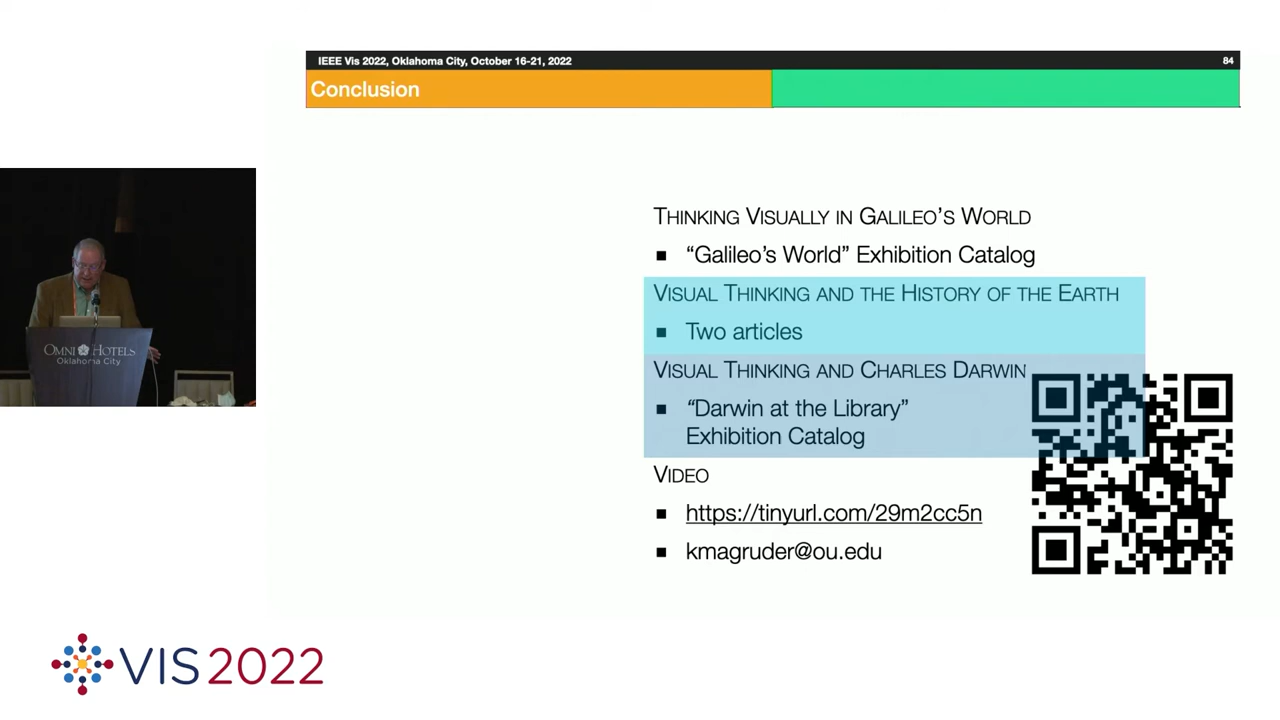 IEEE Vis 2022, Oklahoma City, October 16-21, 2022 84
Conclusion
THINKING VISUALLY IN GALILEO'S WORLD
▪ “Galileo's World” Exhibition Catalog
VISUAL THINKING AND THE HISTORY OF THE EARTH
▪ Two articles
VISUAL THINKING AND CHARLES DARWIN
▪ “Darwin at the Library”
Exhibition Catalog
VIDEO
▪ https://tinyurl.com/29m2cc5n
▪ kmagruder@ou.edu
OMNI HOTELS
Oklahoma City
VIS2022